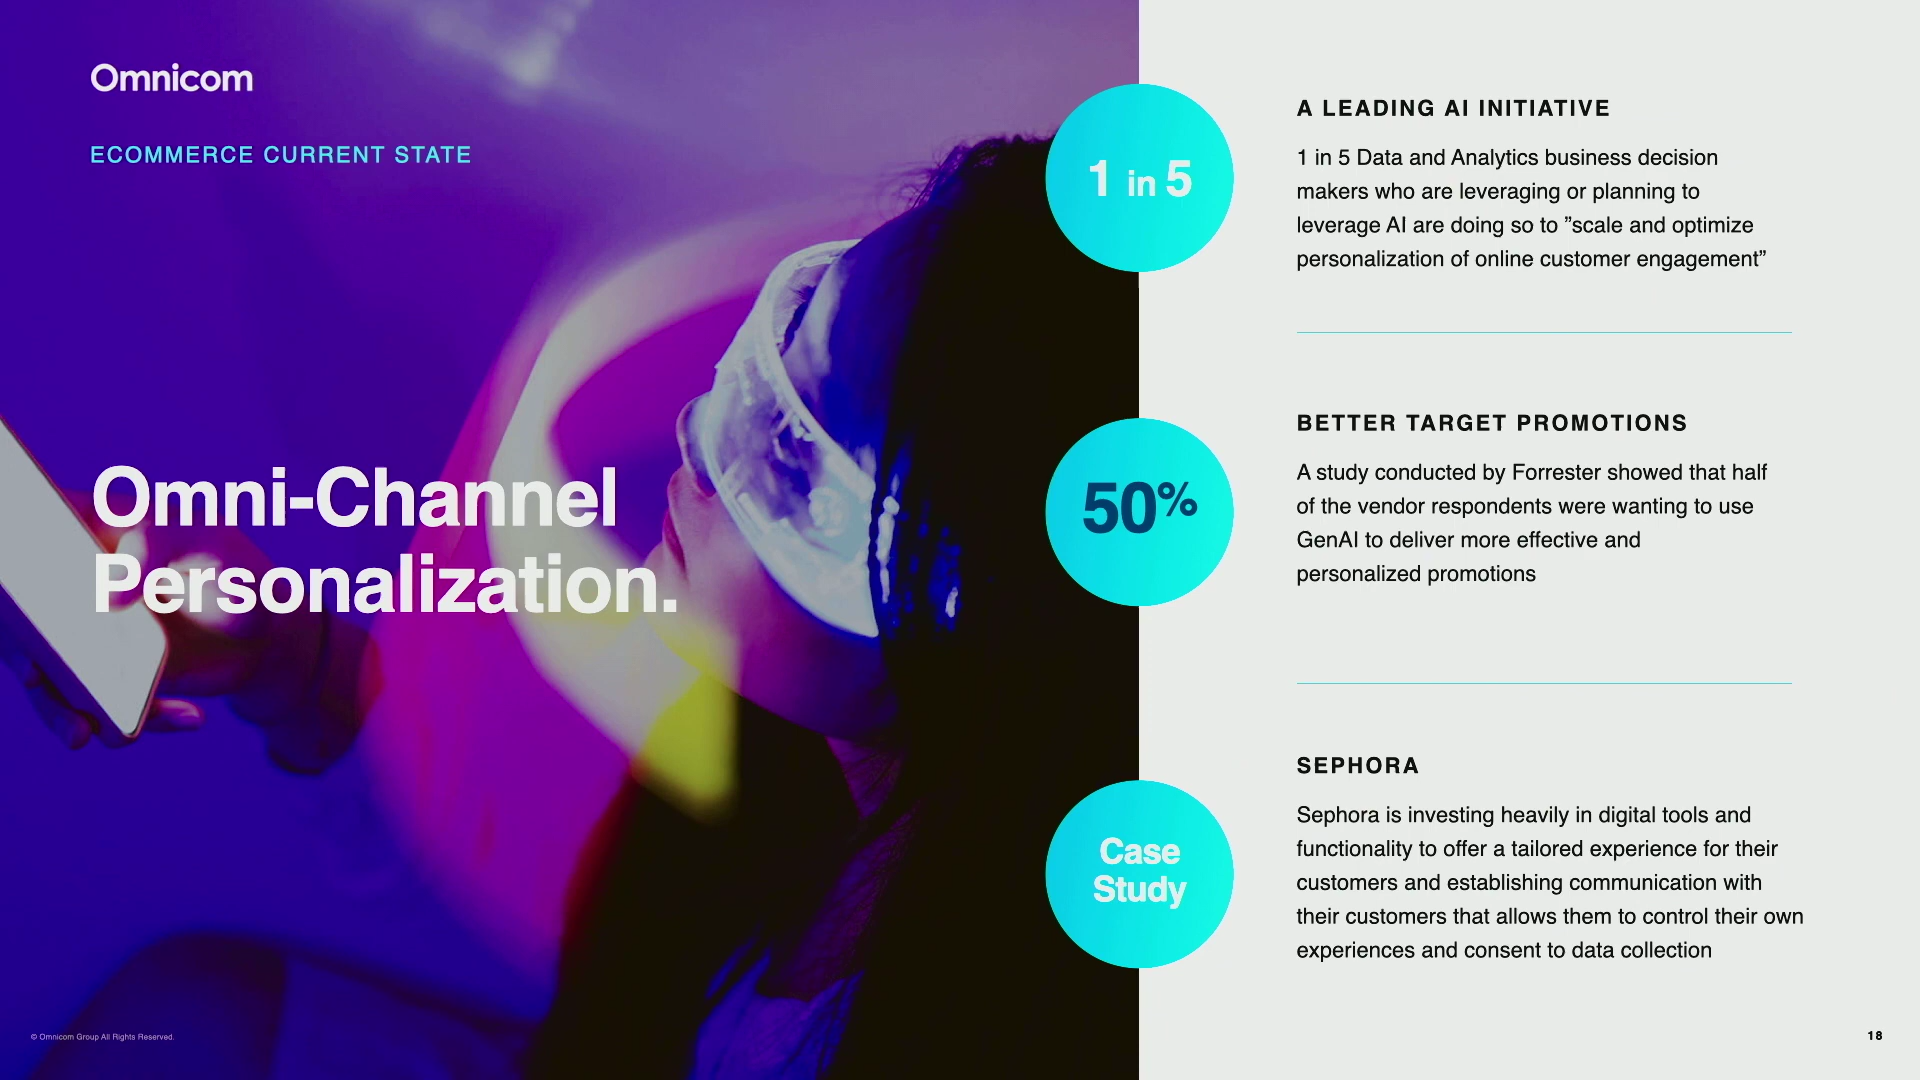 Omnicom
ECOMMERCE CURRENT STATE
Omni-Channel
Personalization.
1 in 5
A LEADING AI INITIATIVE
1 in 5 Data and Analytics business decision
makers who are leveraging or planning to
leverage AI are doing so to ”scale and optimize
personalization of online customer engagement”
50%
BETTER TARGET PROMOTIONS
A study conducted by Forrester showed that half
of the vendor respondents were wanting to use
GenAI to deliver more effective and
personalized promotions
Case
Study
SEPHORA
Sephora is investing heavily in digital tools and
functionality to offer a tailored experience for their
customers and establishing communication with
their customers that allows them to control their own
experiences and consent to data collection
© Omnicom Group All Rights Reserved.
18